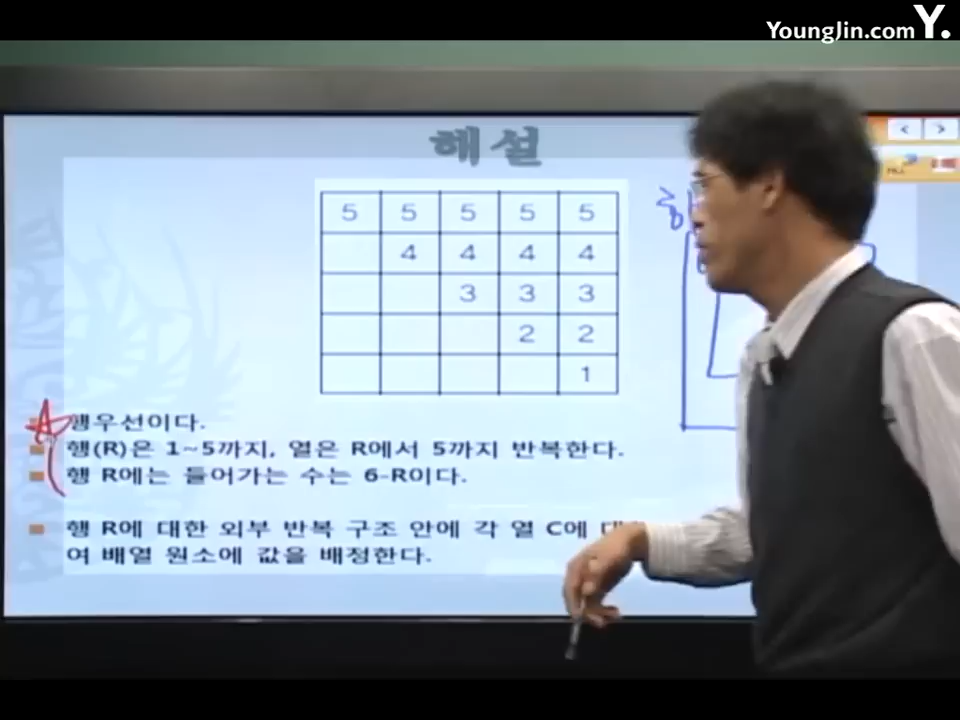 YoungJin.com Y.
해설
5 5 5 5 5
4 4 4 4
3 3 3
2 2
1
행
행우선이다.
행(R)은 1~5까지, 열은 R에서 5까지 반복한다.
행 R에는 들어가는 수는 6-R이다.
행 R에 대한 외부 반복 구조 안에 각 열 C에
여 배열 원소에 값을 배정한다.